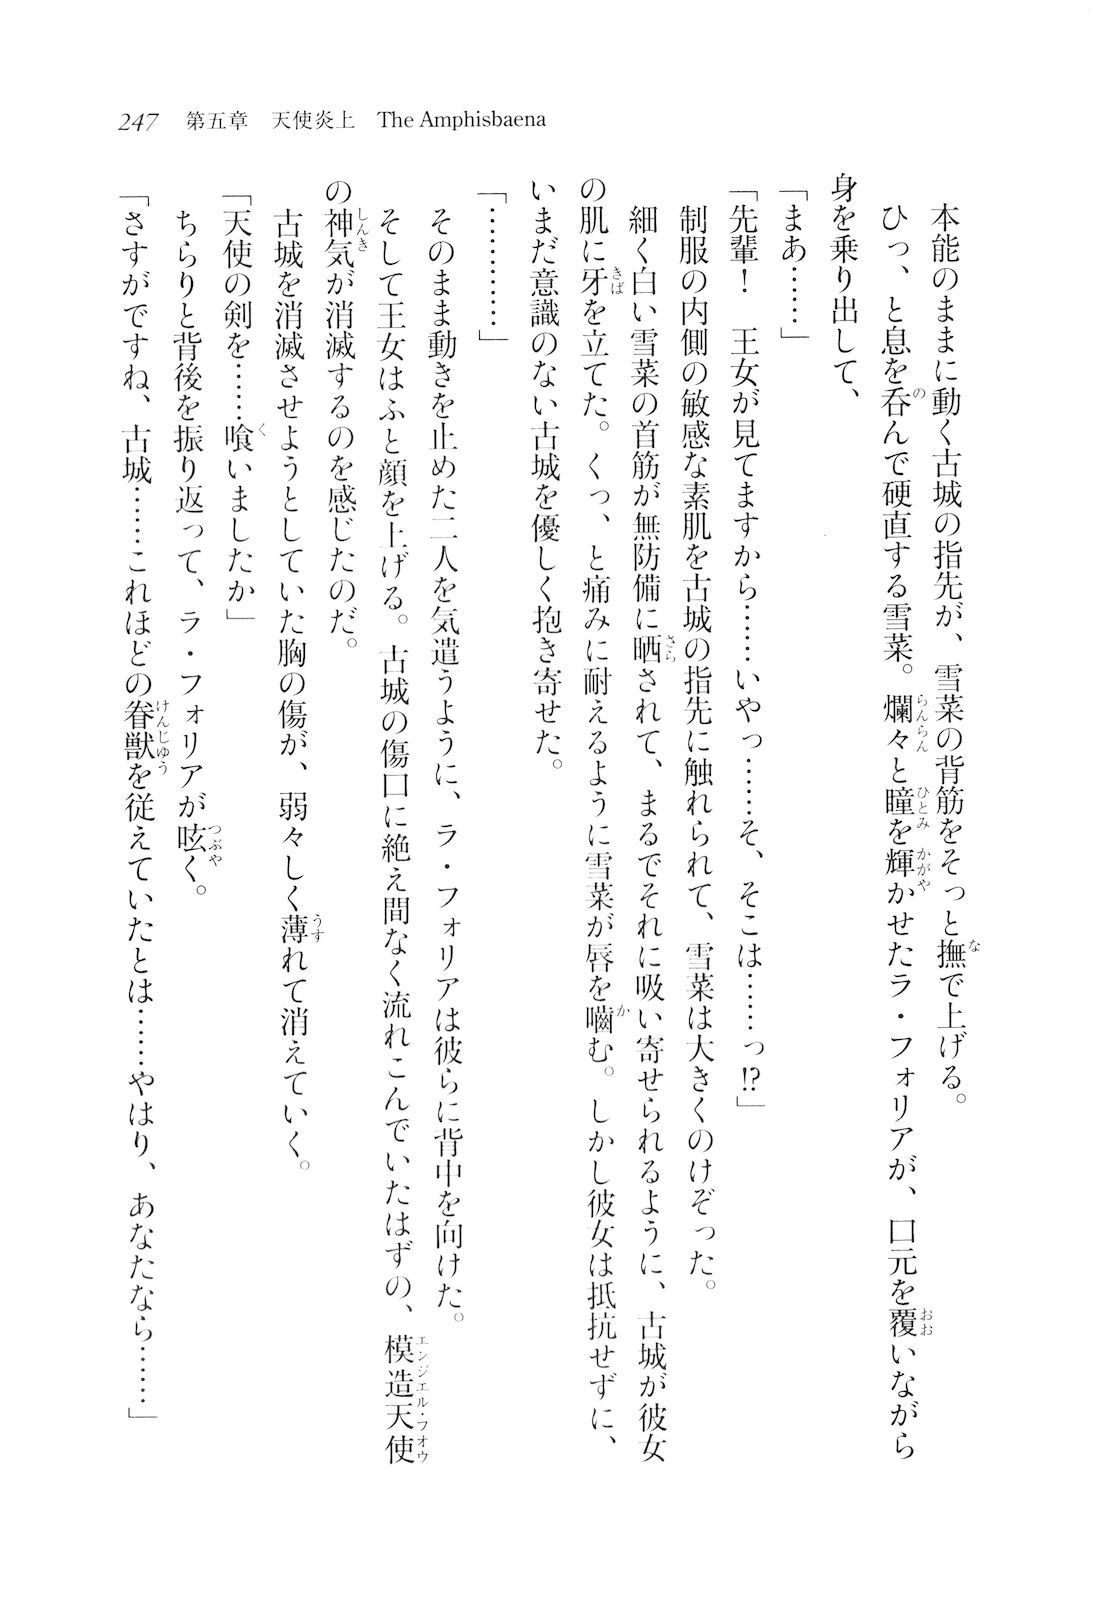 247 第五章 天使炎上 The Amphisbaena
本能のままに動く古城の指先が、雪菜の背筋をそっと撫で上げる。
ひっ、と息を呑んで硬直する雪菜。爛々と瞳を輝かせたラ・フォリアが、口元を覆いながら
身を乗り出して、
「まあ……」
「先輩！　王女が見てますから……いやっ……そ、そこは……っ!?」
制服の内側の敏感な素肌を古城の指先に触れられて、雪菜は大きくのけぞった。
細く白い雪菜の首筋が無防備に晒されて、まるでそれに吸い寄せられるように、古城が彼女
の肌に牙を立てた。くっ、と痛みに耐えるように雪菜が唇を嚙む。しかし彼女は抵抗せずに、
いまだ意識のない古城を優しく抱き寄せた。
「…………」
そのまま動きを止めた二人を気遣うように、ラ・フォリアは彼らに背中を向けた。
そして王女はふと顔を上げる。古城の傷口に絶え間なく流れこんでいたはずの、模造天使
の神気が消滅するのを感じたのだ。
古城を消滅させようとしていた胸の傷が、弱々しく薄れて消えていく。
「天使の剣を……喰いましたか」
ちらりと背後を振り返って、ラ・フォリアが呟く。
「さすがですね、古城……これほどの眷獣を従えていたとは……やはり、あなたなら……」